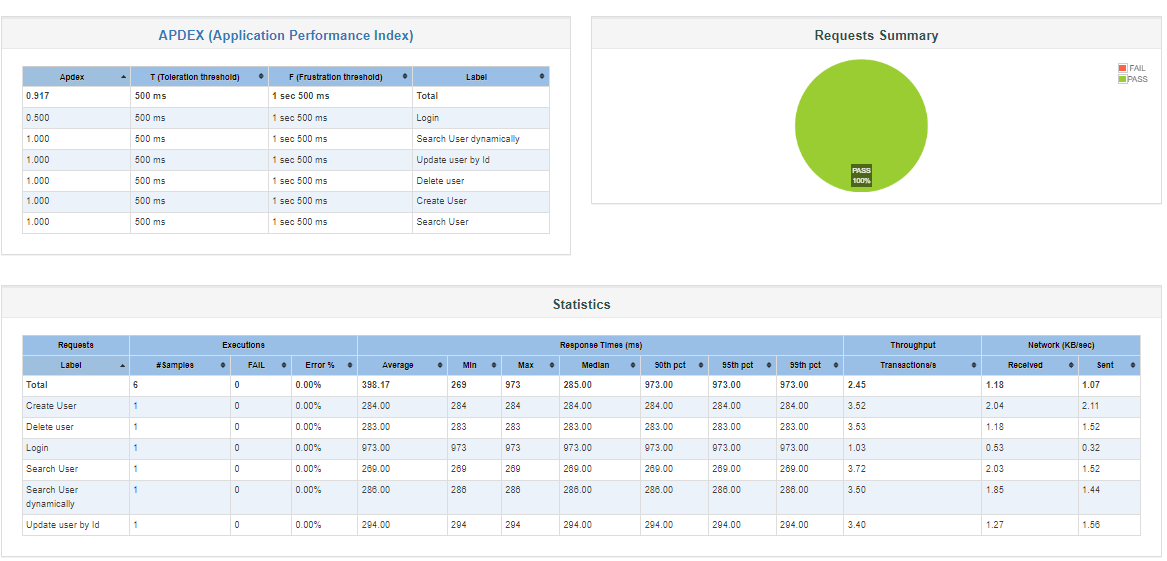 APDEX (Application Performance Index)
Apdex T (Toleration threshold) F (Frustration threshold) Label
0.917 500 ms 1 sec 500 ms Total
0.500 500 ms 1 sec 500 ms Login
1.000 500 ms 1 sec 500 ms Search User dynamically
1.000 500 ms 1 sec 500 ms Update user by Id
1.000 500 ms 1 sec 500 ms Delete user
1.000 500 ms 1 sec 500 ms Create User
1.000 500 ms 1 sec 500 ms Search User
Requests Summary
FAIL
PASS
PASS
100%
Statistics
Requests Executions Response Times (ms) Throughput Network (KB/sec)
Label #Samples FAIL Error % Average Min Max Median 90th pct 95th pct 99th pct Transactions/s Received Sent
Total 6 0 0.00% 398.17 269 973 285.00 973.00 973.00 973.00 2.45 1.18 1.07
Create User 1 0 0.00% 284.00 284 284 284.00 284.00 284.00 284.00 3.52 2.04 2.11
Delete user 1 0 0.00% 283.00 283 283 283.00 283.00 283.00 283.00 3.53 1.18 1.52
Login 1 0 0.00% 973.00 973 973 973.00 973.00 973.00 973.00 1.03 0.53 0.32
Search User 1 0 0.00% 269.00 269 269 269.00 269.00 269.00 269.00 3.72 2.03 1.52
Search User
dynamically 1 0 0.00% 286.00 286 286 286.00 286.00 286.00 286.00 3.50 1.85 1.44
Update user by Id 1 0 0.00% 294.00 294 294 294.00 294.00 294.00 294.00 3.40 1.27 1.56